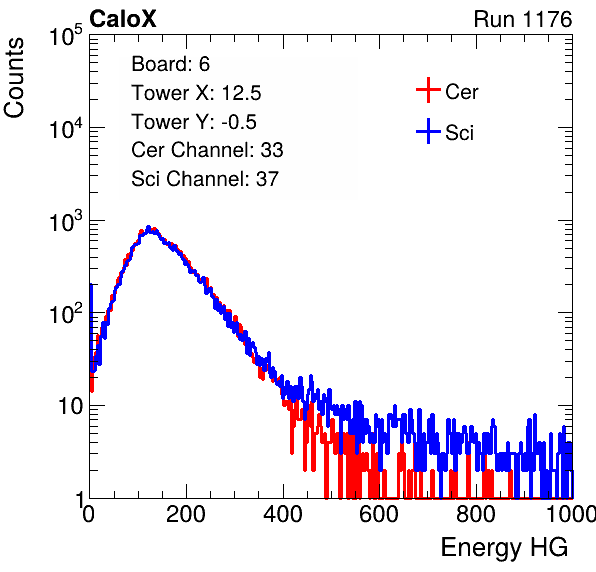 CaloX Run 1176
Counts
10^5
10^4
10^3
10^2
10
1
Board: 6
Tower X: 12.5
Tower Y: -0.5
Cer Channel: 33
Sci Channel: 37
Cer
Sci
0 200 400 600 800 1000
Energy HG